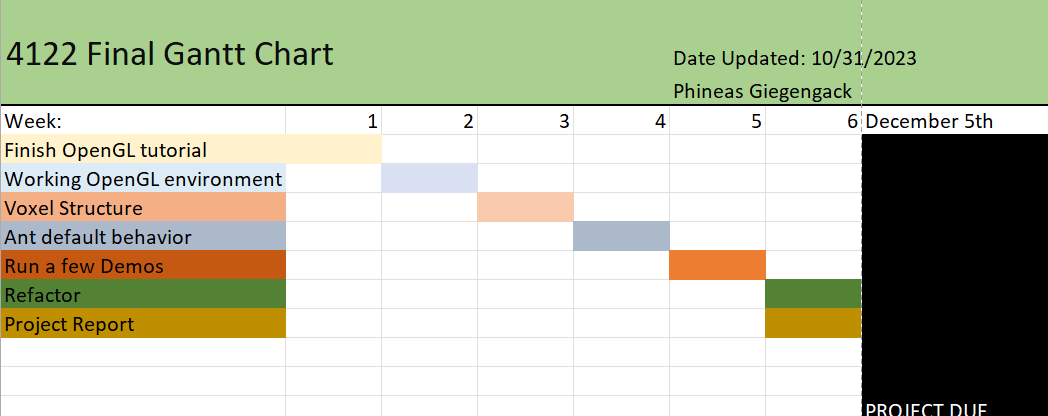 4122 Final Gantt Chart
Date Updated: 10/31/2023
Phineas Giegengack
Week: 1 2 3 4 5 6 December 5th
Finish OpenGL tutorial
Working OpenGL environment
Voxel Structure
Ant default behavior
Run a few Demos
Refactor
Project Report
PROJECT DUE